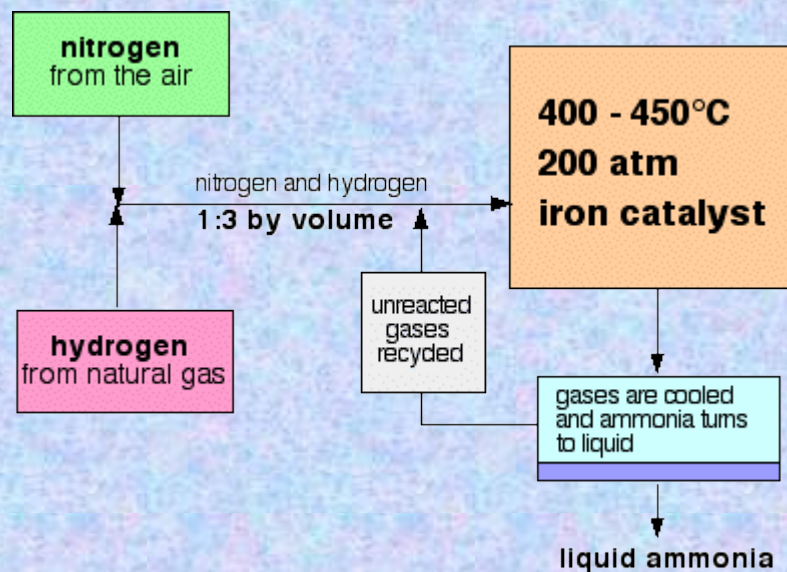 nitrogen
from the air
nitrogen and hydrogen
1:3 by volume
400 - 450°C
200 atm
iron catalyst
hydrogen
from natural gas
unreacted
gases
recycled
gases are cooled
and ammonia turns
to liquid
liquid ammonia